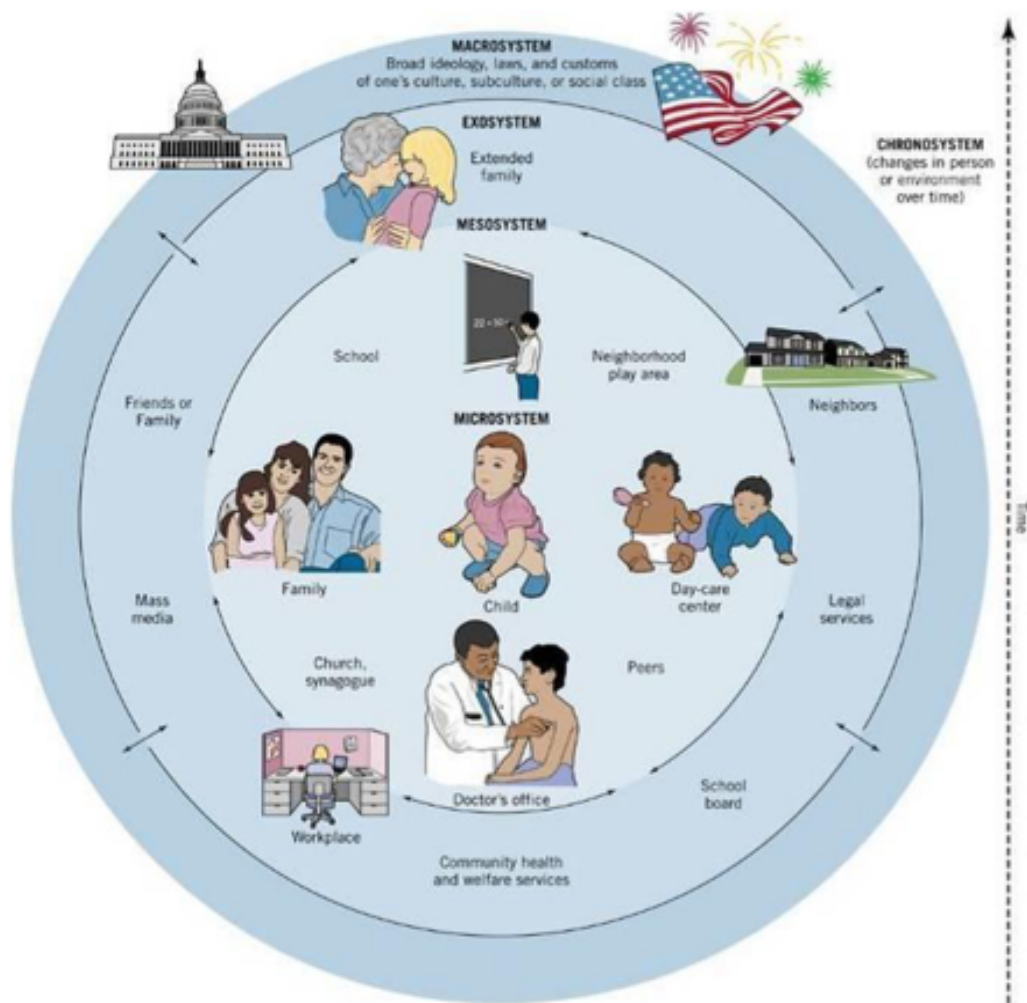 MACROSYSTEM
Broad ideology, laws, and customs
of one's culture, subculture, or social class
EXOSYSTEM
Extended
family
CHRONOSYSTEM
(changes in person
or environment
over time)
MESOSYSTEM
22 + 50
School
Neighborhood
play area
Friends or
Family
Neighbors
MICROSYSTEM
Time
Family
Child
Day-care
center
Mass
media
Legal
services
Church,
synagogue
Peers
Doctor's office
School
board
Workplace
Community health
and welfare services